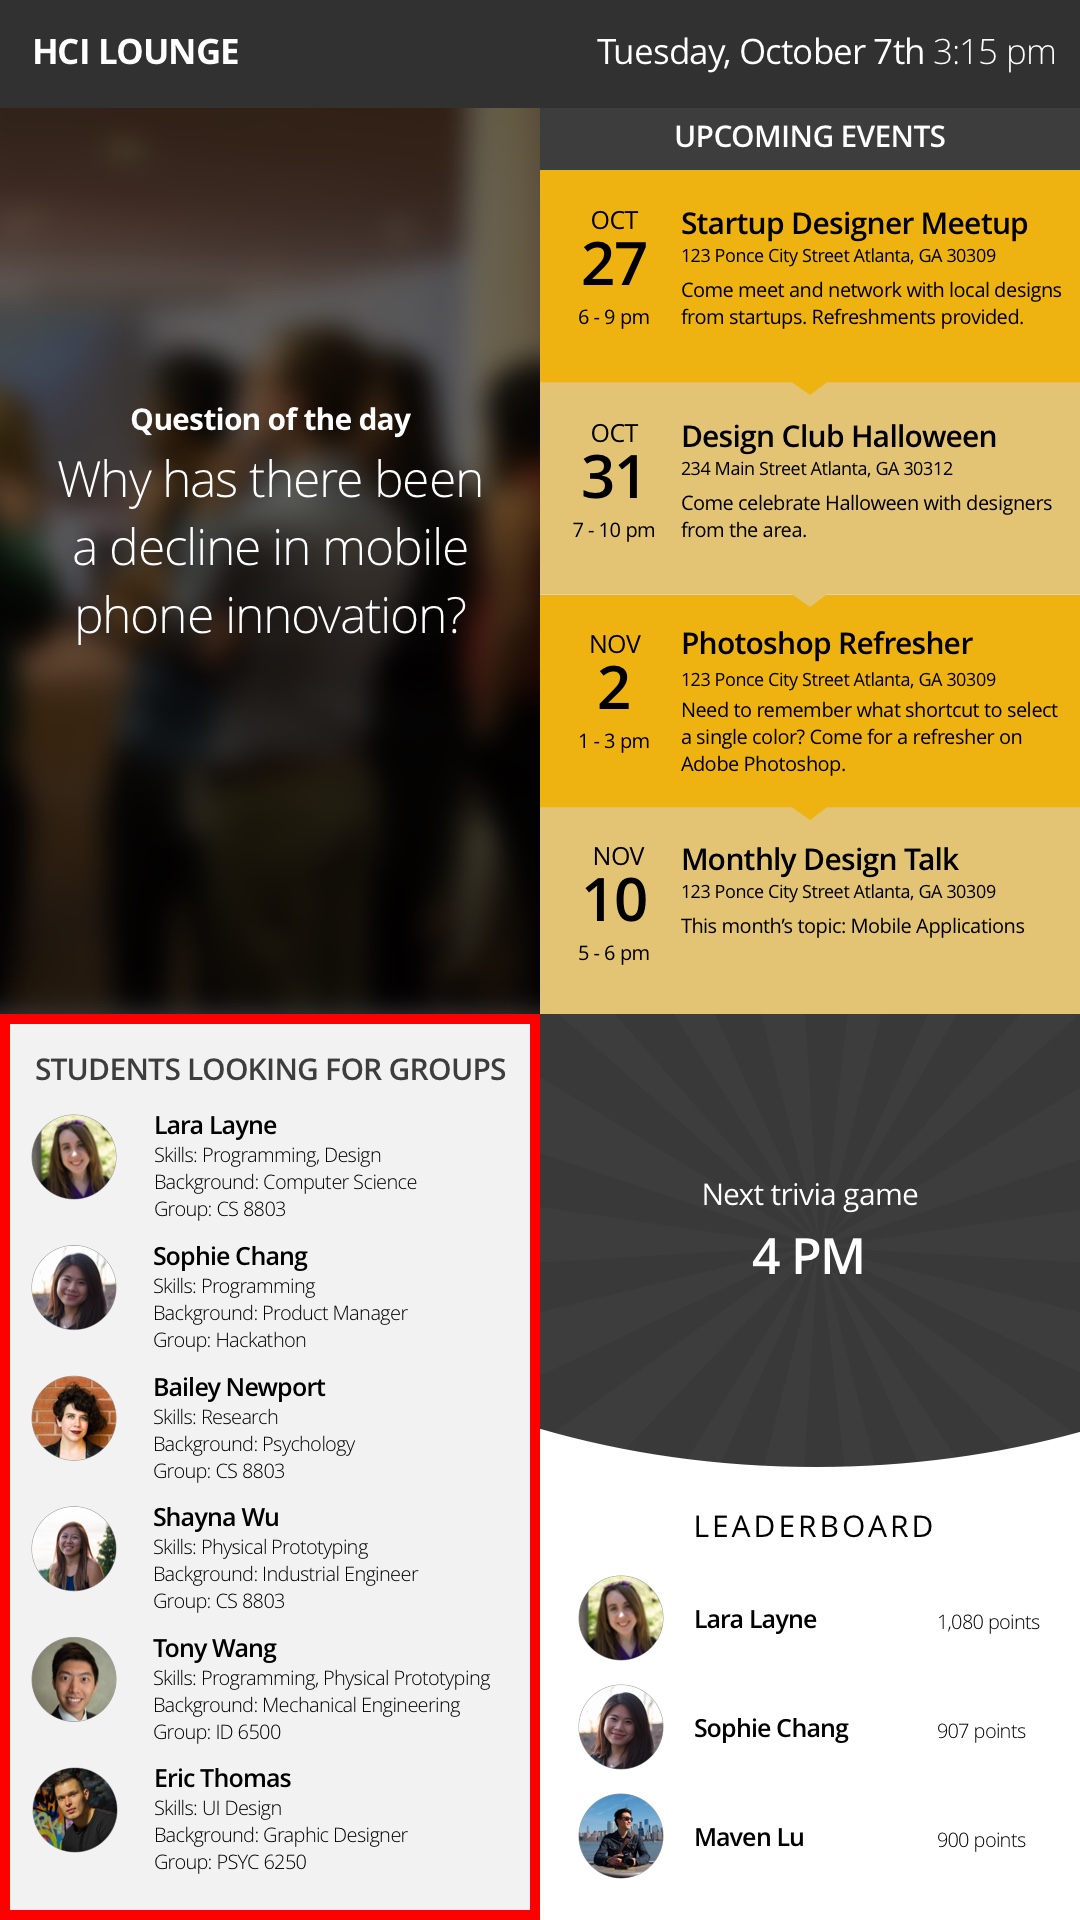 HCI LOUNGE
Tuesday, October 7th 3:15 pm
Question of the day
Why has there been
a decline in mobile
phone innovation?
UPCOMING EVENTS
OCT
27
6 - 9 pm
Startup Designer Meetup
123 Ponce City Street Atlanta, GA 30309
Come meet and network with local designs
from startups. Refreshments provided.
OCT
31
7 - 10 pm
Design Club Halloween
234 Main Street Atlanta, GA 30312
Come celebrate Halloween with designers
from the area.
NOV
2
1 - 3 pm
Photoshop Refresher
123 Ponce City Street Atlanta, GA 30309
Need to remember what shortcut to select
a single color? Come for a refresher on
Adobe Photoshop.
NOV
10
5 - 6 pm
Monthly Design Talk
123 Ponce City Street Atlanta, GA 30309
This month's topic: Mobile Applications
STUDENTS LOOKING FOR GROUPS
Lara Layne
Skills: Programming, Design
Background: Computer Science
Group: CS 8803
Sophie Chang
Skills: Programming
Background: Product Manager
Group: Hackathon
Bailey Newport
Skills: Research
Background: Psychology
Group: CS 8803
Shayna Wu
Skills: Physical Prototyping
Background: Industrial Engineer
Group: CS 8803
Tony Wang
Skills: Programming, Physical Prototyping
Background: Mechanical Engineering
Group: ID 6500
Eric Thomas
Skills: UI Design
Background: Graphic Designer
Group: PSYC 6250
Next trivia game
4 PM
LEADERBOARD
Lara Layne 1,080 points
Sophie Chang 907 points
Maven Lu 900 points